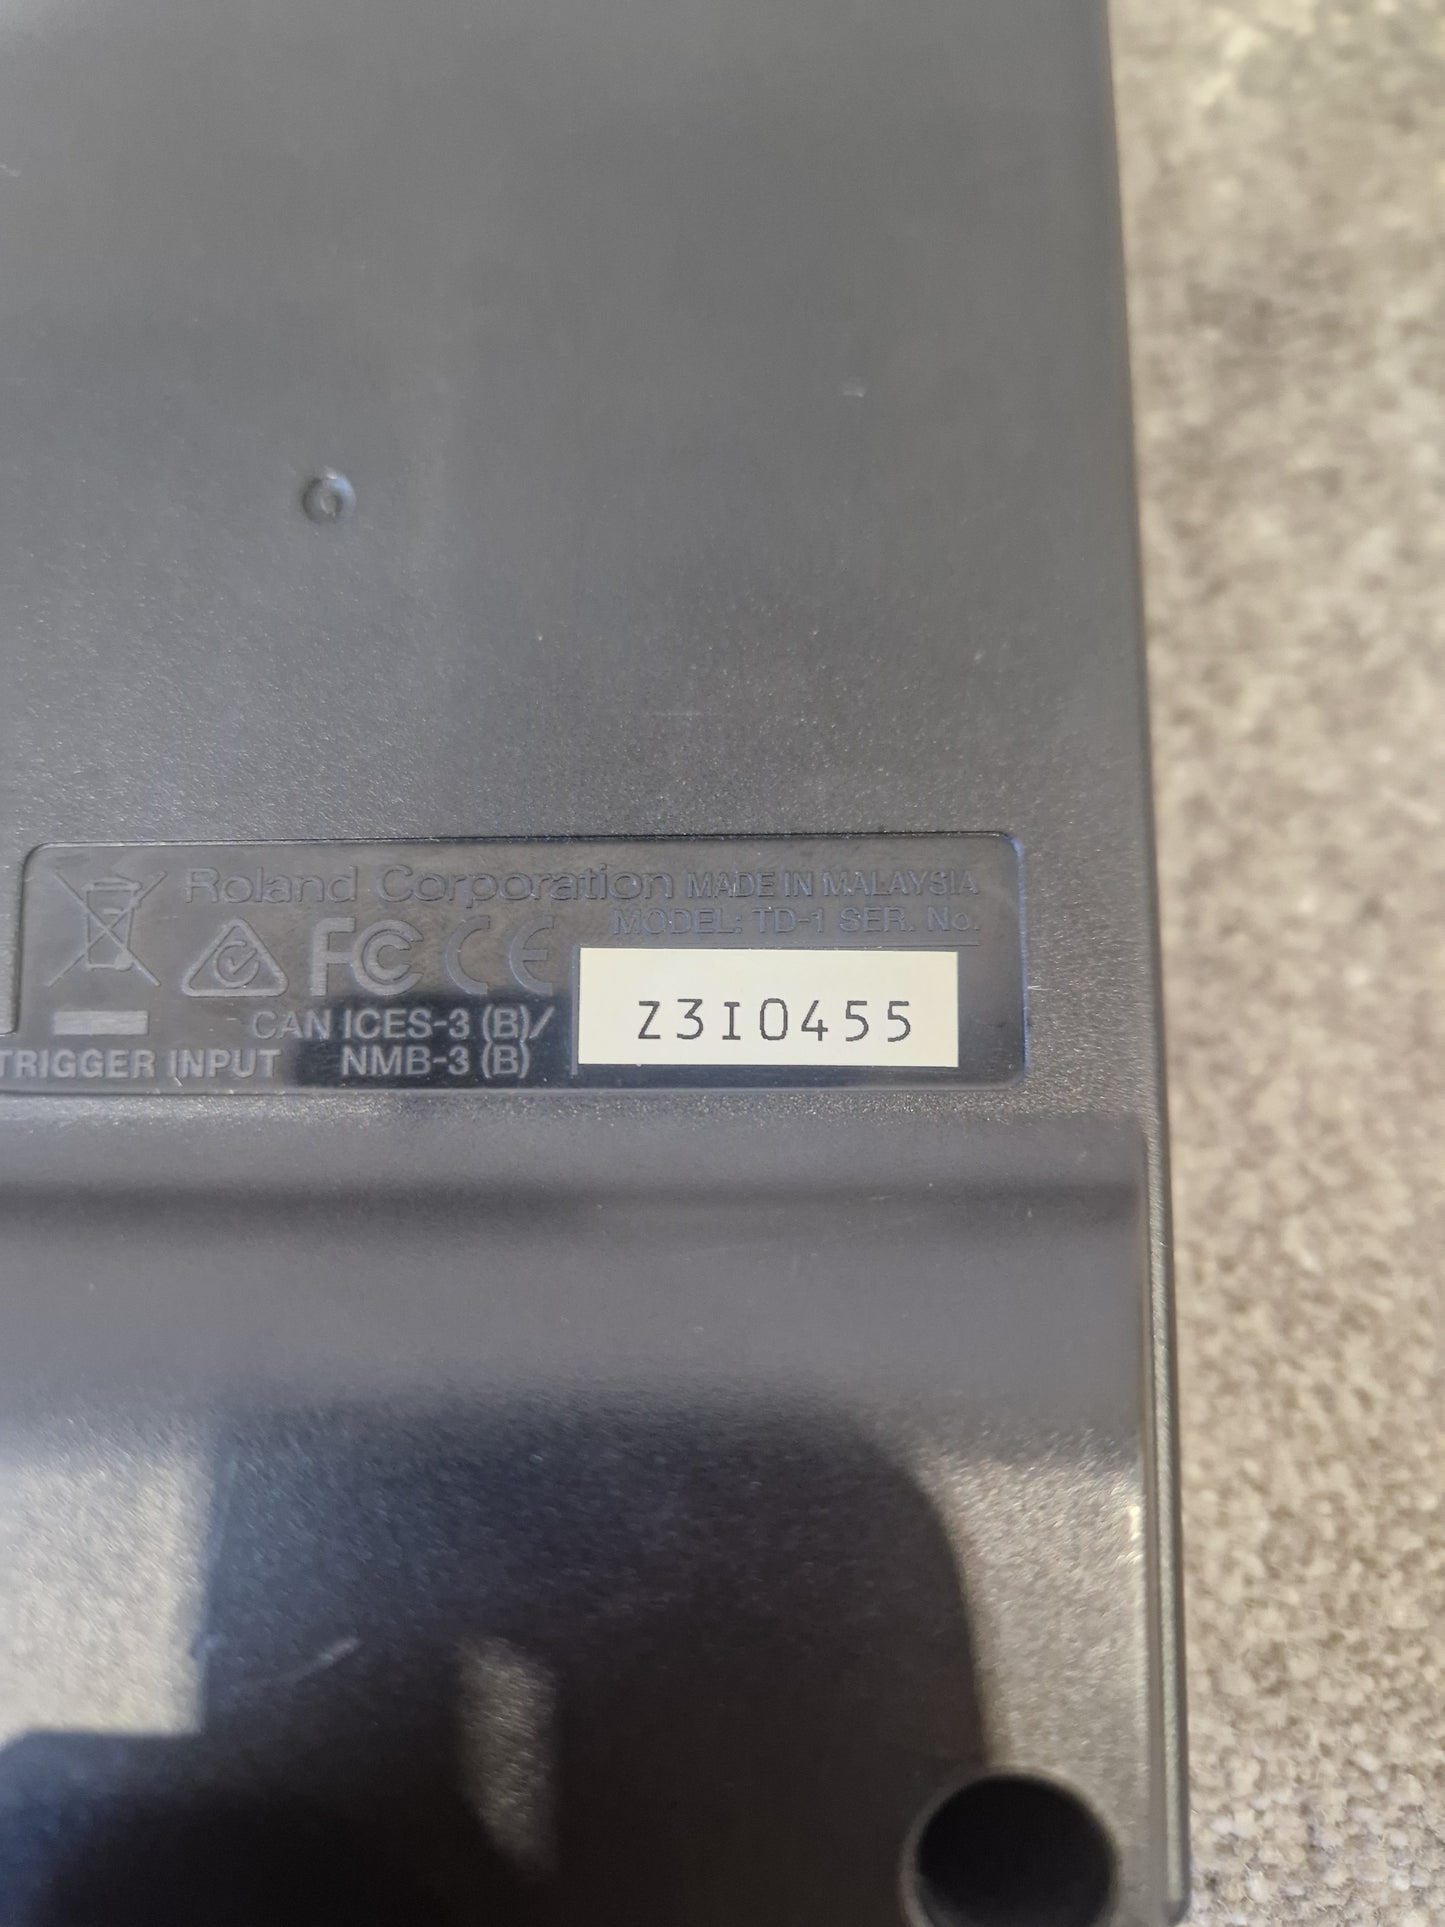 Roland Corporation MADE IN MALAYSIA
MODEL: TD-1 SER. No.
FC CE
Z3I0455
CAN ICES-3 (B)/
NMB-3 (B)
TRIGGER INPUT